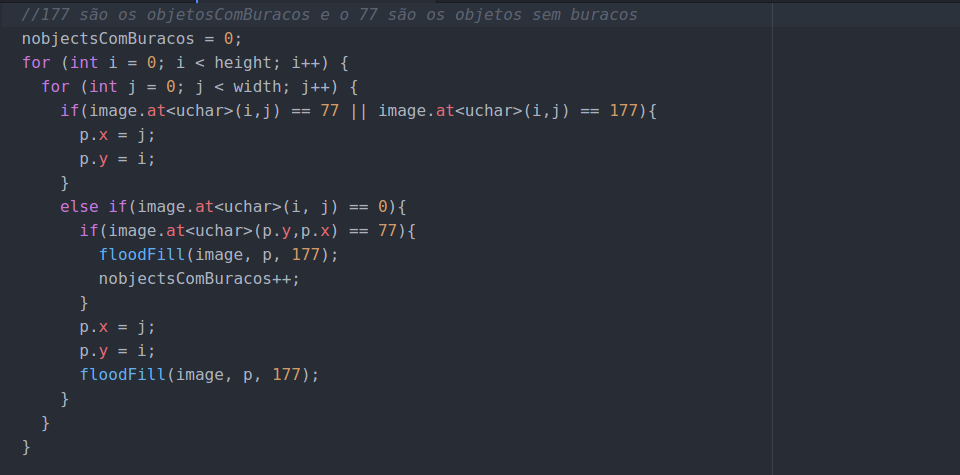 //177 são os objetosComBuracos e o 77 são os objetos sem buracos
nobjectsComBuracos = 0;
for (int i = 0; i < height; i++) {
  for (int j = 0; j < width; j++) {
    if(image.at<uchar>(i,j) == 77 || image.at<uchar>(i,j) == 177){
      p.x = j;
      p.y = i;
    }
    else if(image.at<uchar>(i, j) == 0){
      if(image.at<uchar>(p.y,p.x) == 77){
        floodFill(image, p, 177);
        nobjectsComBuracos++;
      }
      p.x = j;
      p.y = i;
      floodFill(image, p, 177);
    }
  }
}